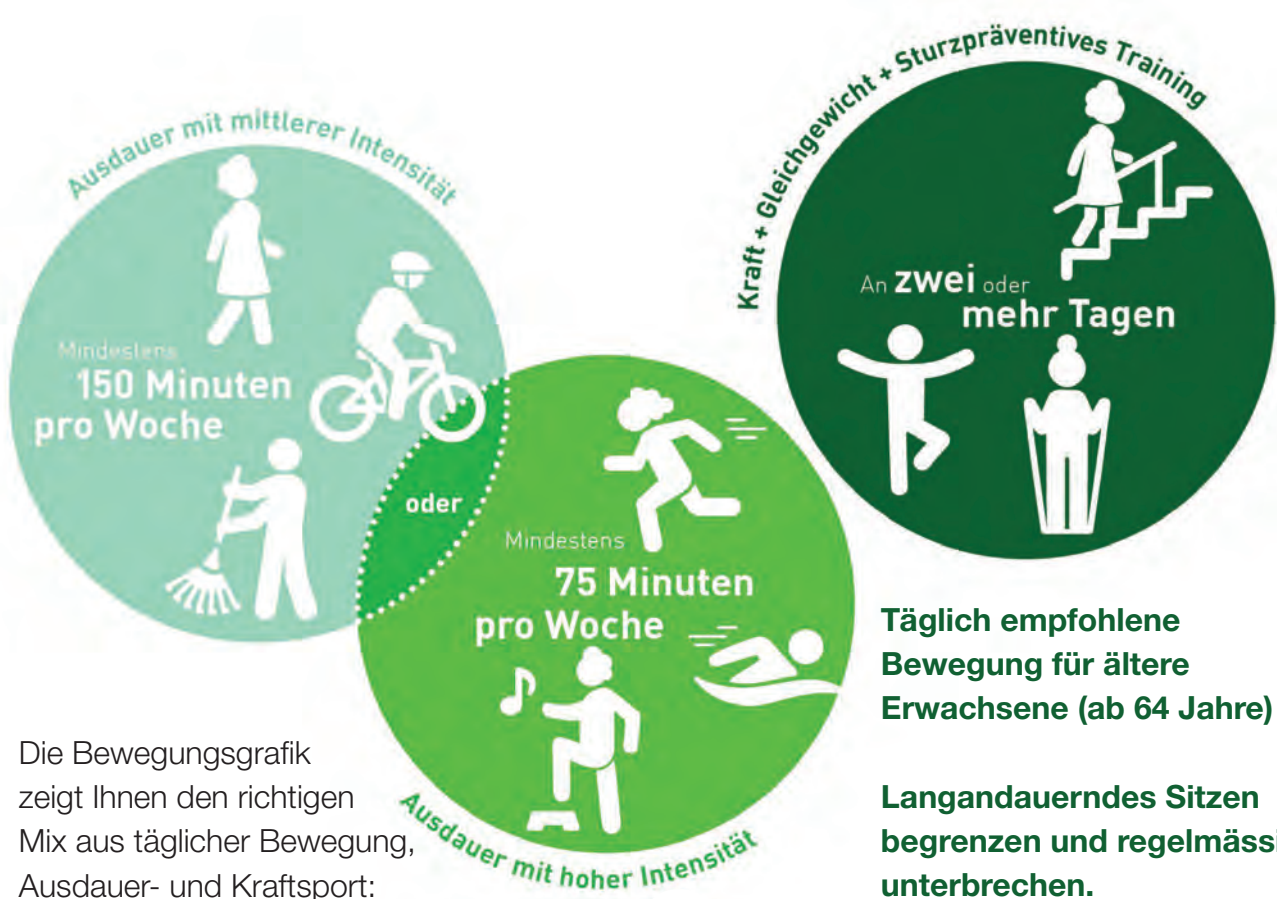 Ausdauer mit mittlerer Intensität
Mindestens
150 Minuten
pro Woche
oder
Mindestens
75 Minuten
pro Woche
Ausdauer mit hoher Intensität
Kraft + Gleichgewicht + Sturzpräventives Training
An zwei oder
mehr Tagen
Täglich empfohlene
Bewegung für ältere
Erwachsene (ab 64 Jahre)
Langandauerndes Sitzen
begrenzen und regelmässi
unterbrechen.
Die Bewegungsgrafik
zeigt Ihnen den richtigen
Mix aus täglicher Bewegung,
Ausdauer- und Kraftsport: